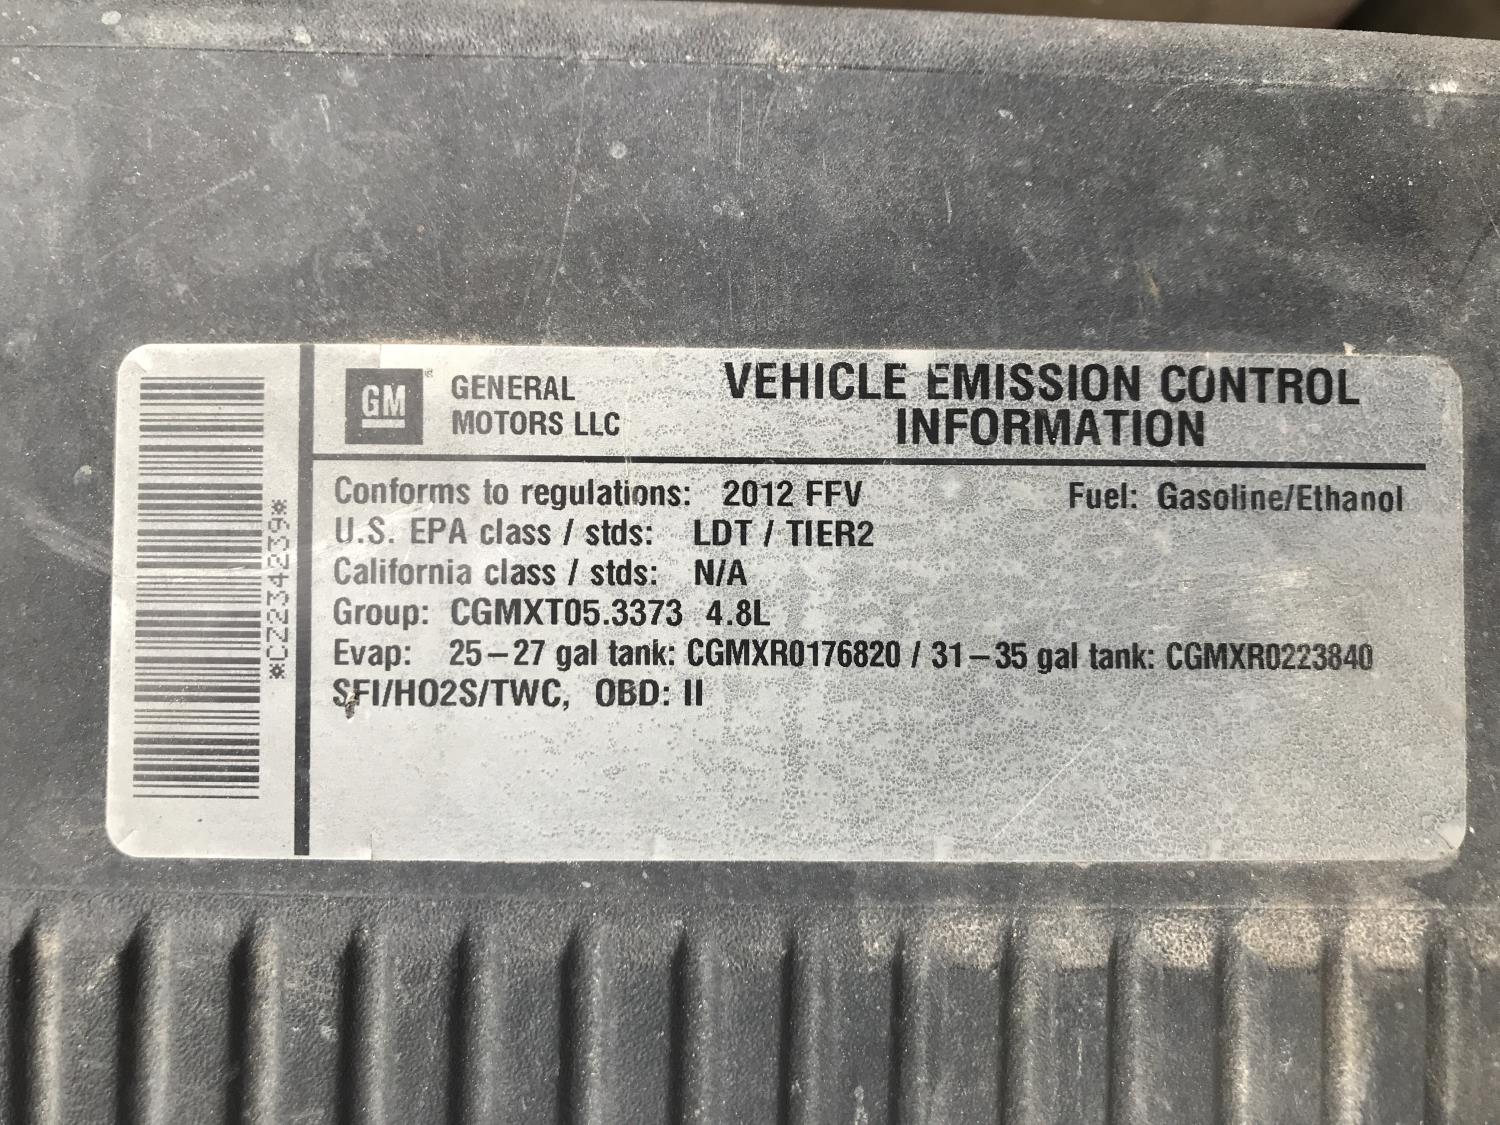 GM
GENERAL
MOTORS LLC
VEHICLE EMISSION CONTROL
INFORMATION
Conforms to regulations: 2012 FFV Fuel: Gasoline/Ethanol
U.S. EPA class / stds: LDT / TIER2
California class / stds: N/A
Group: CGMXT05.3373 4.8L
Evap: 25–27 gal tank: CGMXR0176820 / 31–35 gal tank: CGMXR0223840
SFI/HO2S/TWC, OBD: II
*CZ234239*